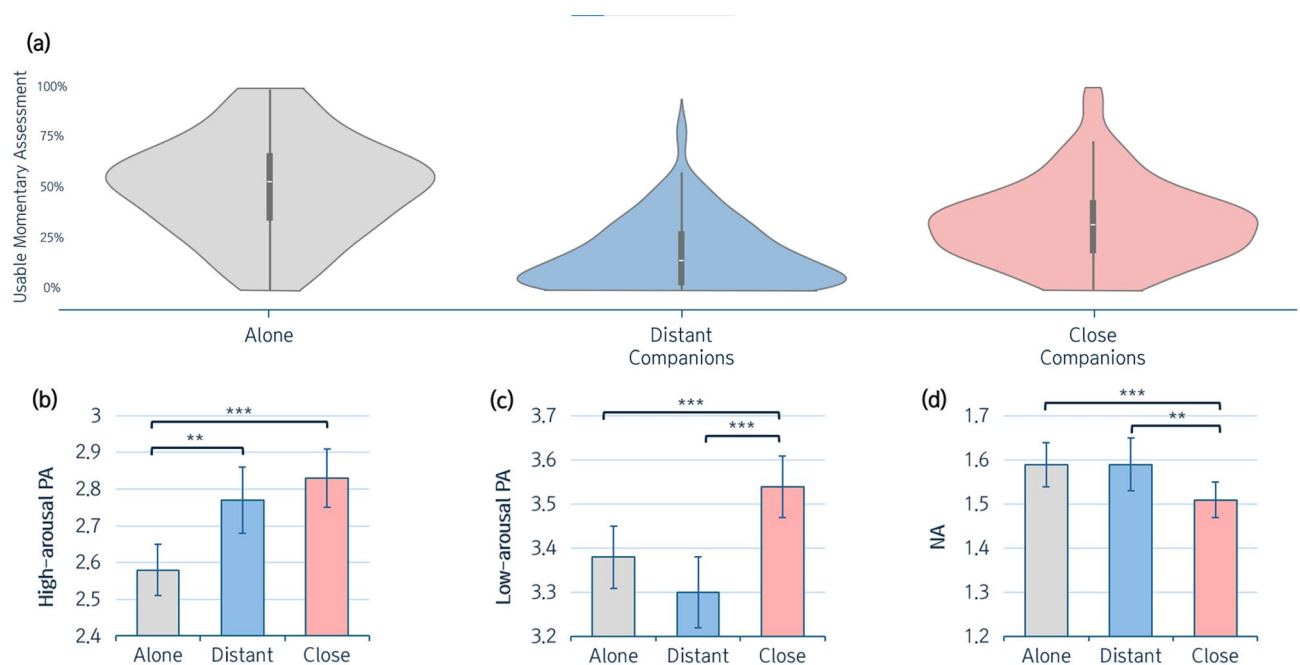 (a)
Usable Momentary Assessment
100%
75%
50%
25%
0%
Alone
Distant
Companions
Close
Companions
(b)
High-arousal PA
3
2.9
2.8
2.7
2.6
2.5
2.4
***
**
Alone
Distant
Close
(c)
Low-arousal PA
3.7
3.6
3.5
3.4
3.3
3.2
***
***
Alone
Distant
Close
(d)
NA
1.7
1.6
1.5
1.4
1.3
1.2
***
**
Alone
Distant
Close